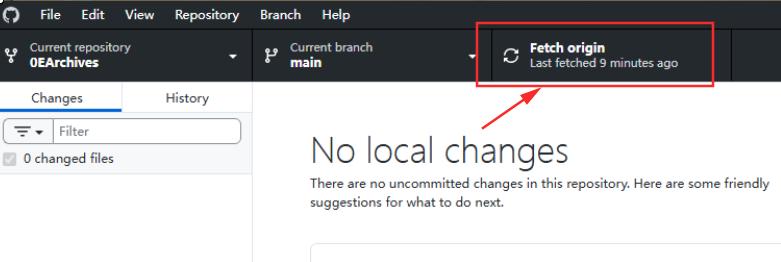 File Edit View Repository Branch Help
Current repository
0EArchives
Current branch
main
Fetch origin
Last fetched 9 minutes ago
Changes
History
Filter
0 changed files
No local changes
There are no uncommitted changes in this repository. Here are some friendly
suggestions for what to do next.